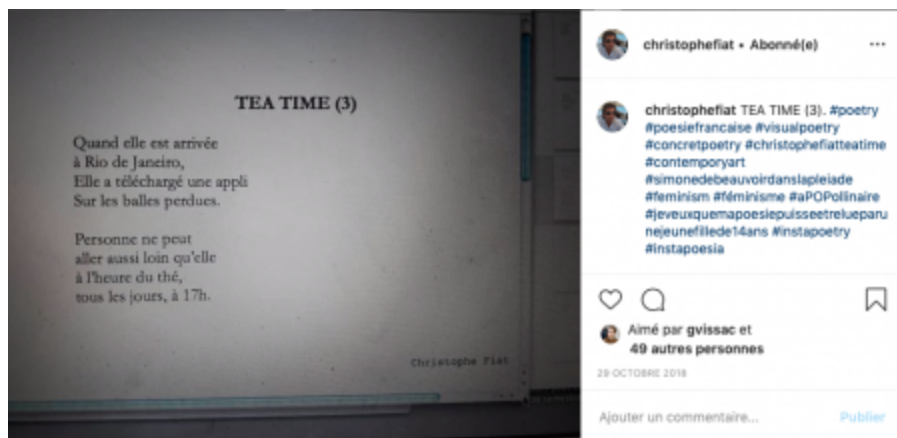 TEA TIME (3)
Quand elle est arrivée
à Rio de Janeiro,
Elle a téléchargé une appli
Sur les balles perdues.
Personne ne peut
aller aussi loin qu'elle
à l'heure du thé,
tous les jours, à 17h.
Christophe Fiat
christophefiat • Abonné(e)
christophefiat TEA TIME (3). #poetry
#poesiefrancaise #visualpoetry
#concretpoetry #christophefiatteatime
#contemporyart
#simonedebeauvoirdanslapleiade
#feminism #féminisme #aPOPollinaire
#jeveuxquemapoesiepuisseetrelueparu
nejeunefillede14ans #instapoetry
#instapoesia
Aimé par gvissac et
49 autres personnes
29 OCTOBRE 2018
Ajouter un commentaire...
Publier